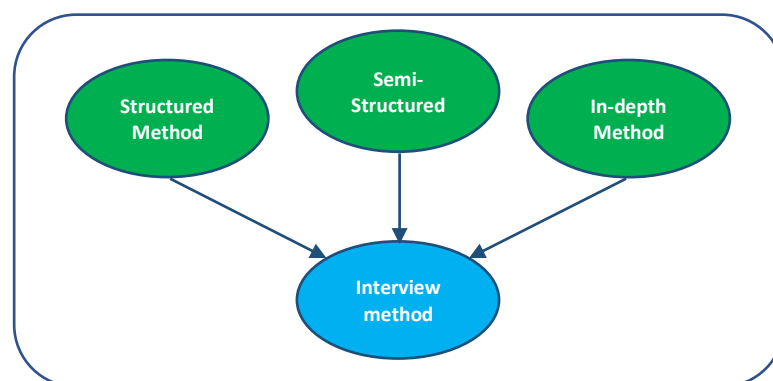 Structured
Method
Semi-
Structured
In-depth
Method
Interview
method